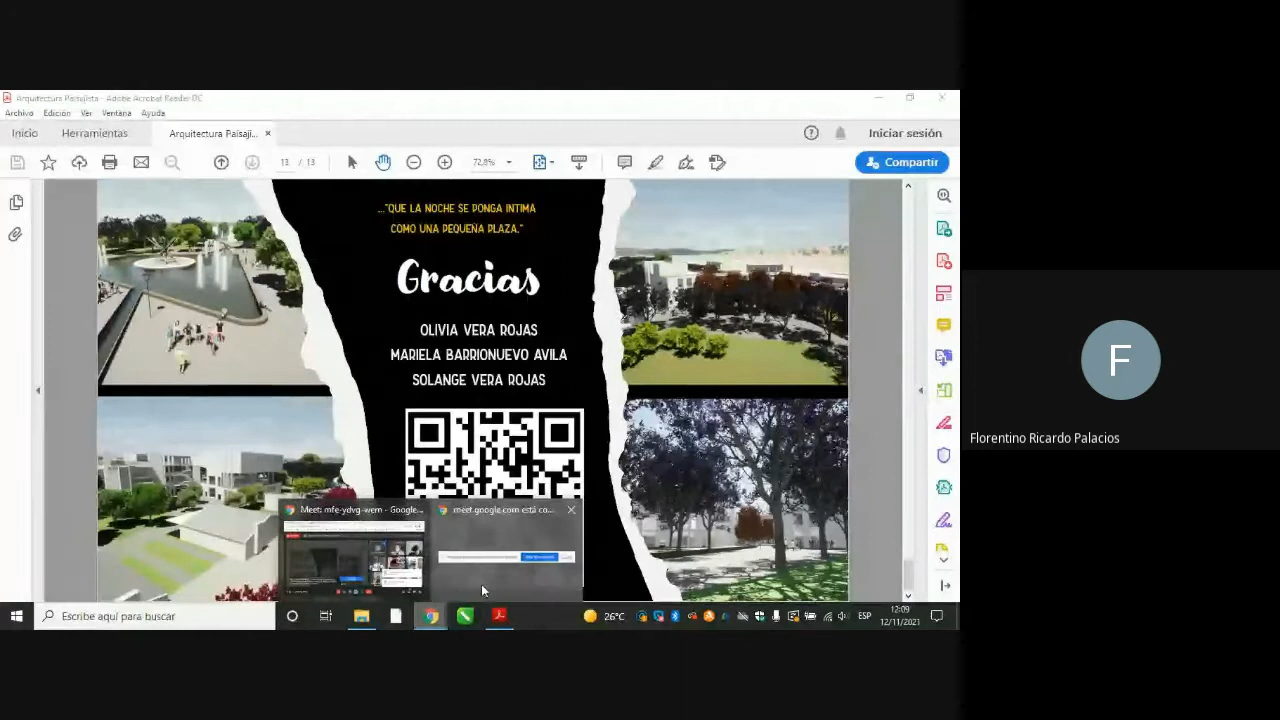 Arquitectura Paisajista - Adobe Acrobat Reader DC
Archivo Edición Ver Ventana Ayuda
Inicio Herramientas Arquitectura Paisaji... × Iniciar sesión
13 / 13 72,8% Compartir
..."QUE LA NOCHE SE PONGA INTIMA
COMO UNA PEQUEÑA PLAZA."
Gracias
OLIVIA VERA ROJAS
MARIELA BARRIONUEVO AVILA
SOLANGE VERA ROJAS
F
Florentino Ricardo Palacios
Meet: mfe-ydvg-wem - Google... meet.google.com está co...
Escribe aquí para buscar 26°C ESP 12:09
12/11/2021